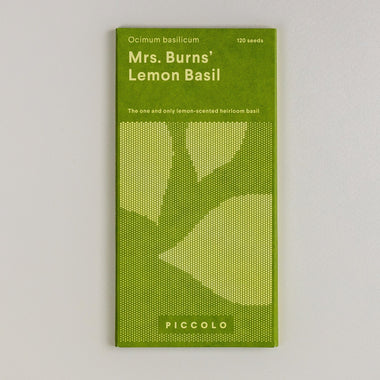 Ocimum basilicum
120 seeds
Mrs. Burns'
Lemon Basil
The one and only lemon-scented heirloom basil
PICCOLO